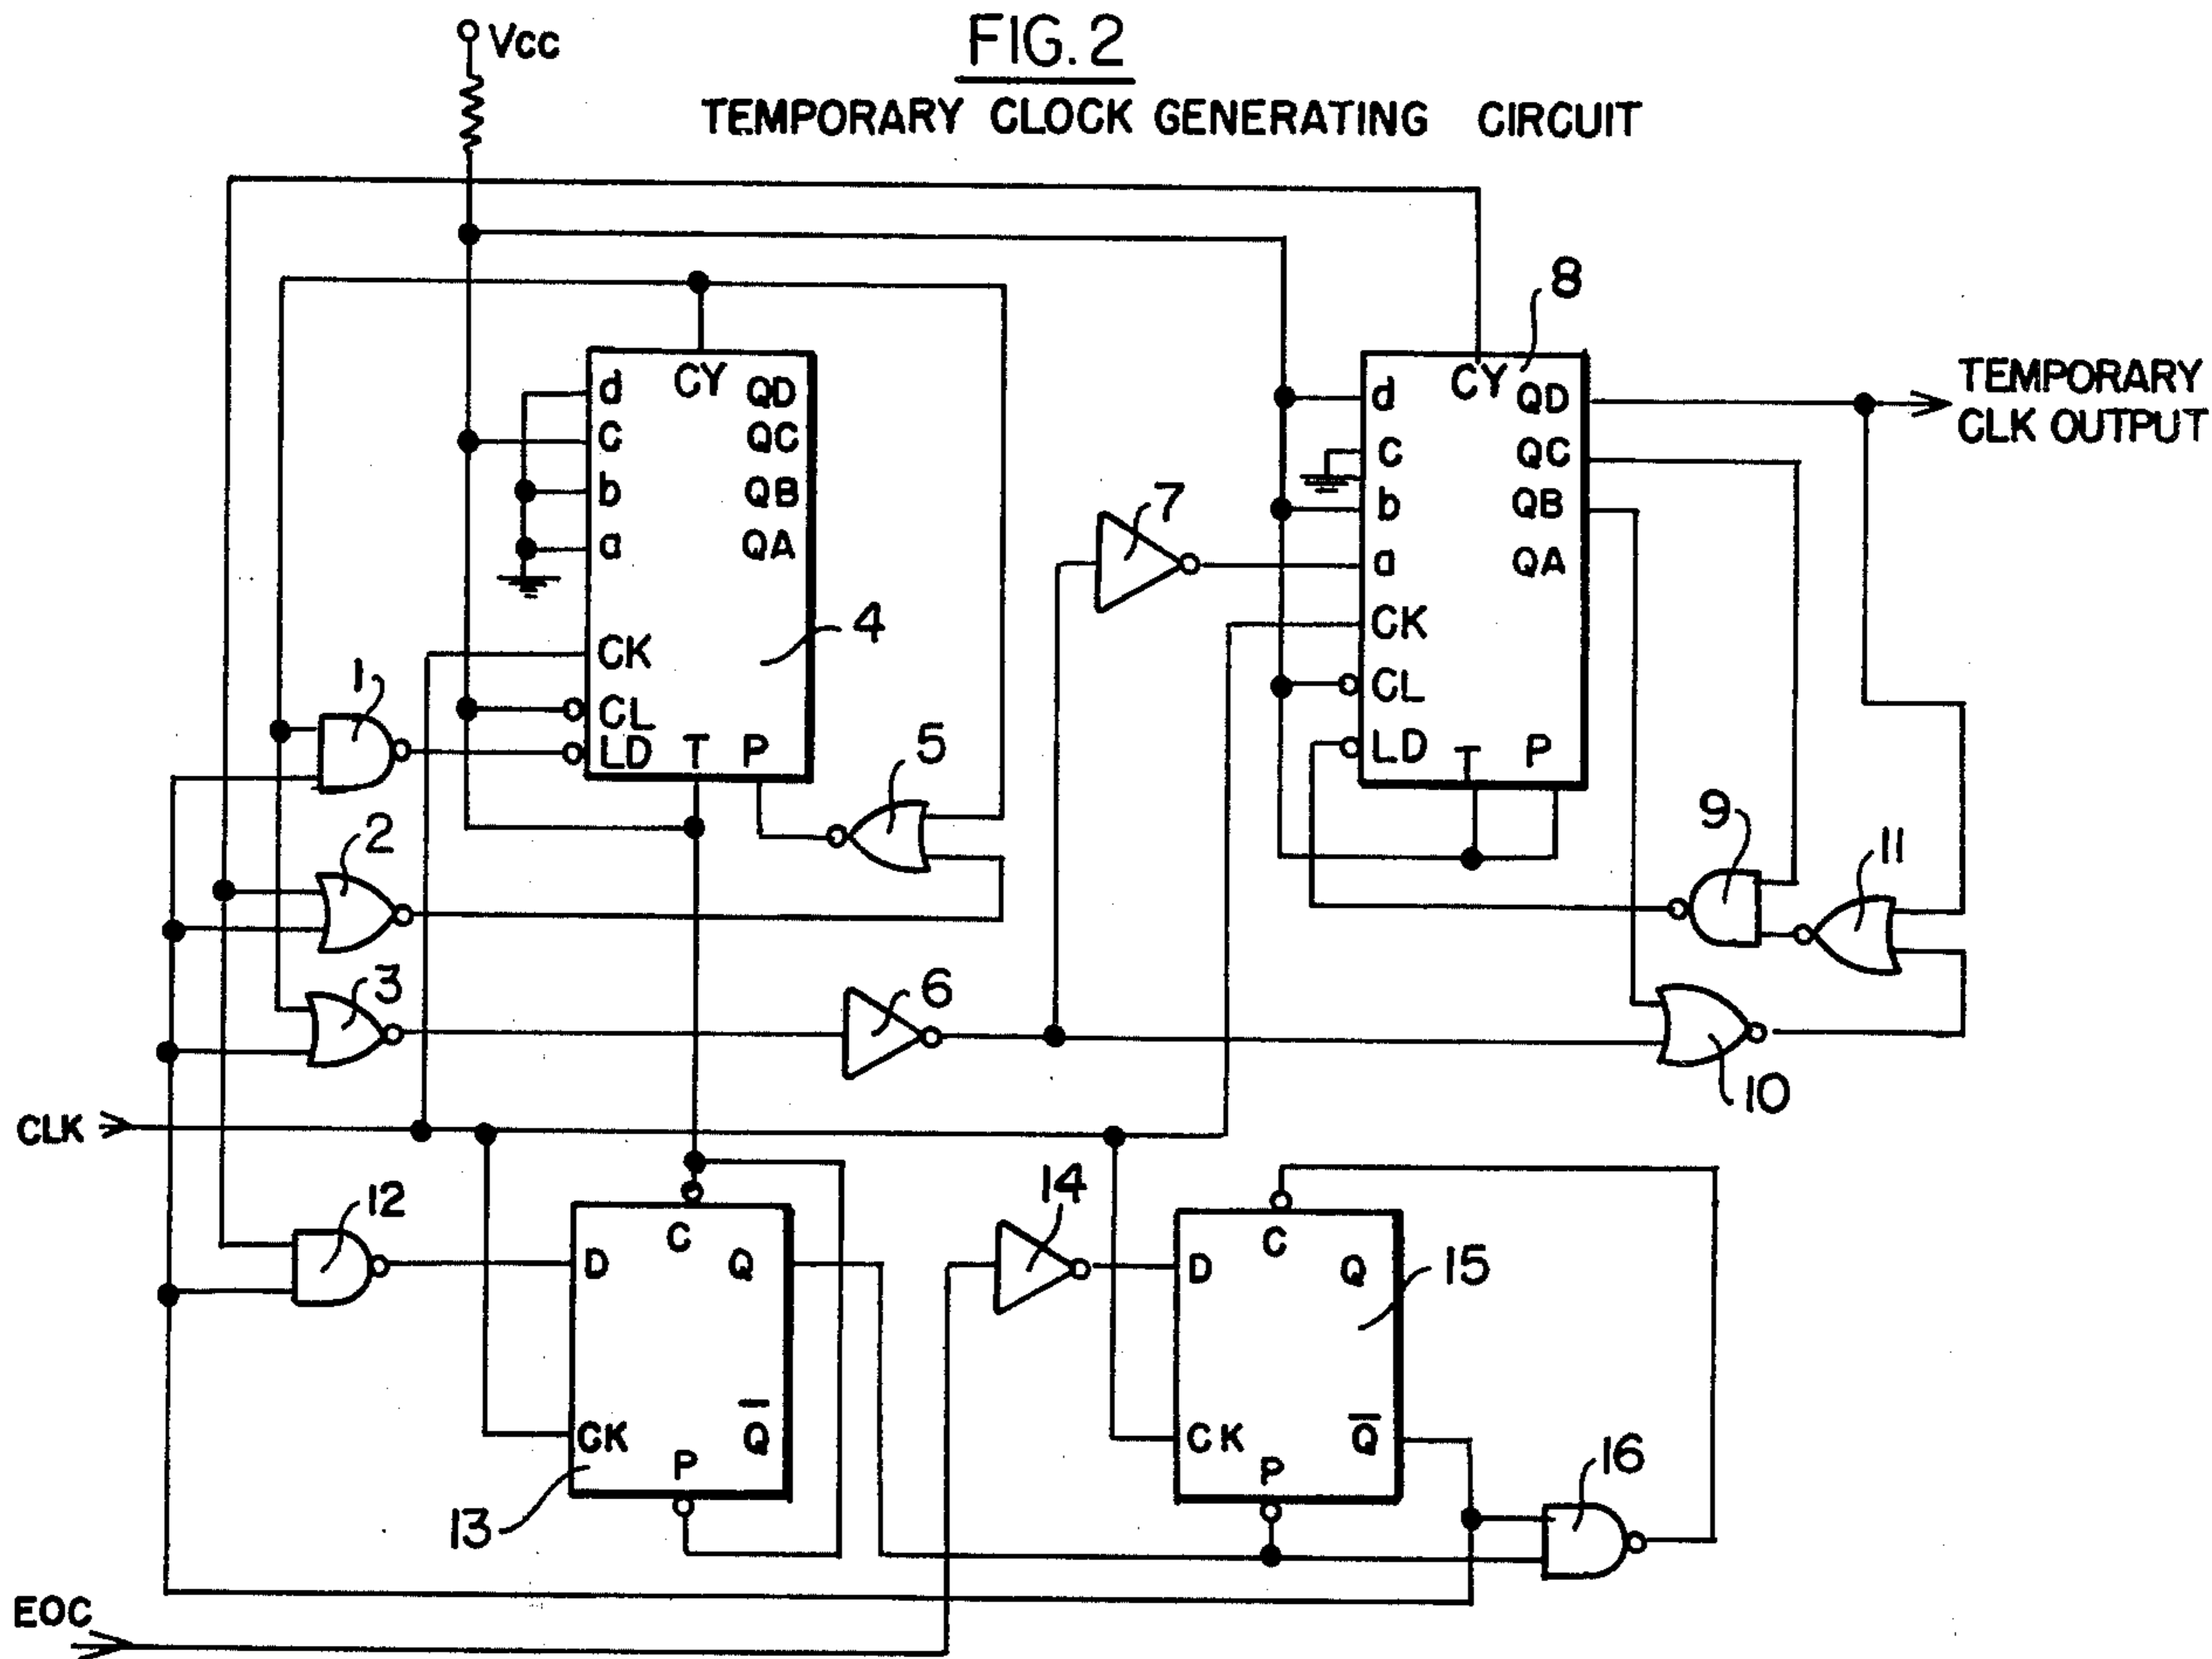 Vcc
FIG. 2
TEMPORARY CLOCK GENERATING CIRCUIT
d CY QD
C QC
b QB
a QA
CK
CL
LD T P
4
8
d CY QD
C QC
b QB
a QA
CK
CL
LD T P
TEMPORARY
CLK OUTPUT
7
1
5
2
9
11
3
6
10
CLK
12
C
D Q
CK Q̅
P
13
14
C
D Q
15
CK Q̅
P
16
EOC